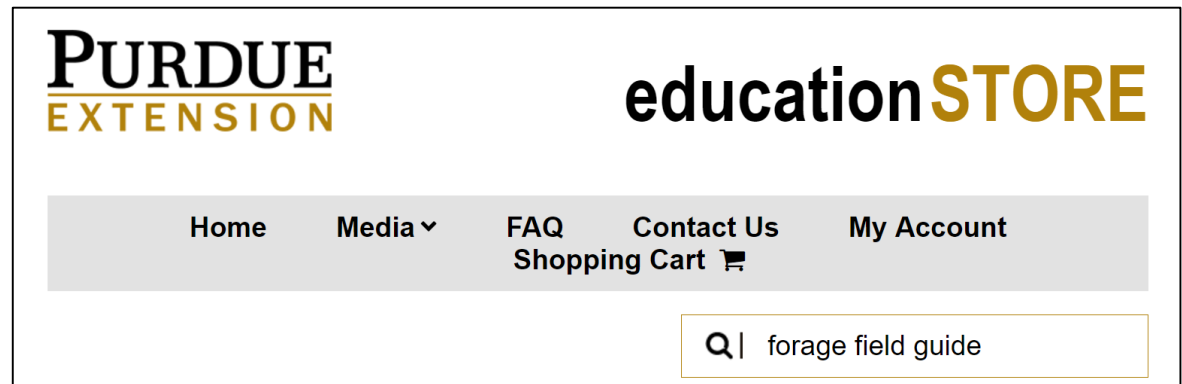 PURDUE
EXTENSION
educationSTORE
Home Media FAQ Contact Us My Account
Shopping Cart
forage field guide